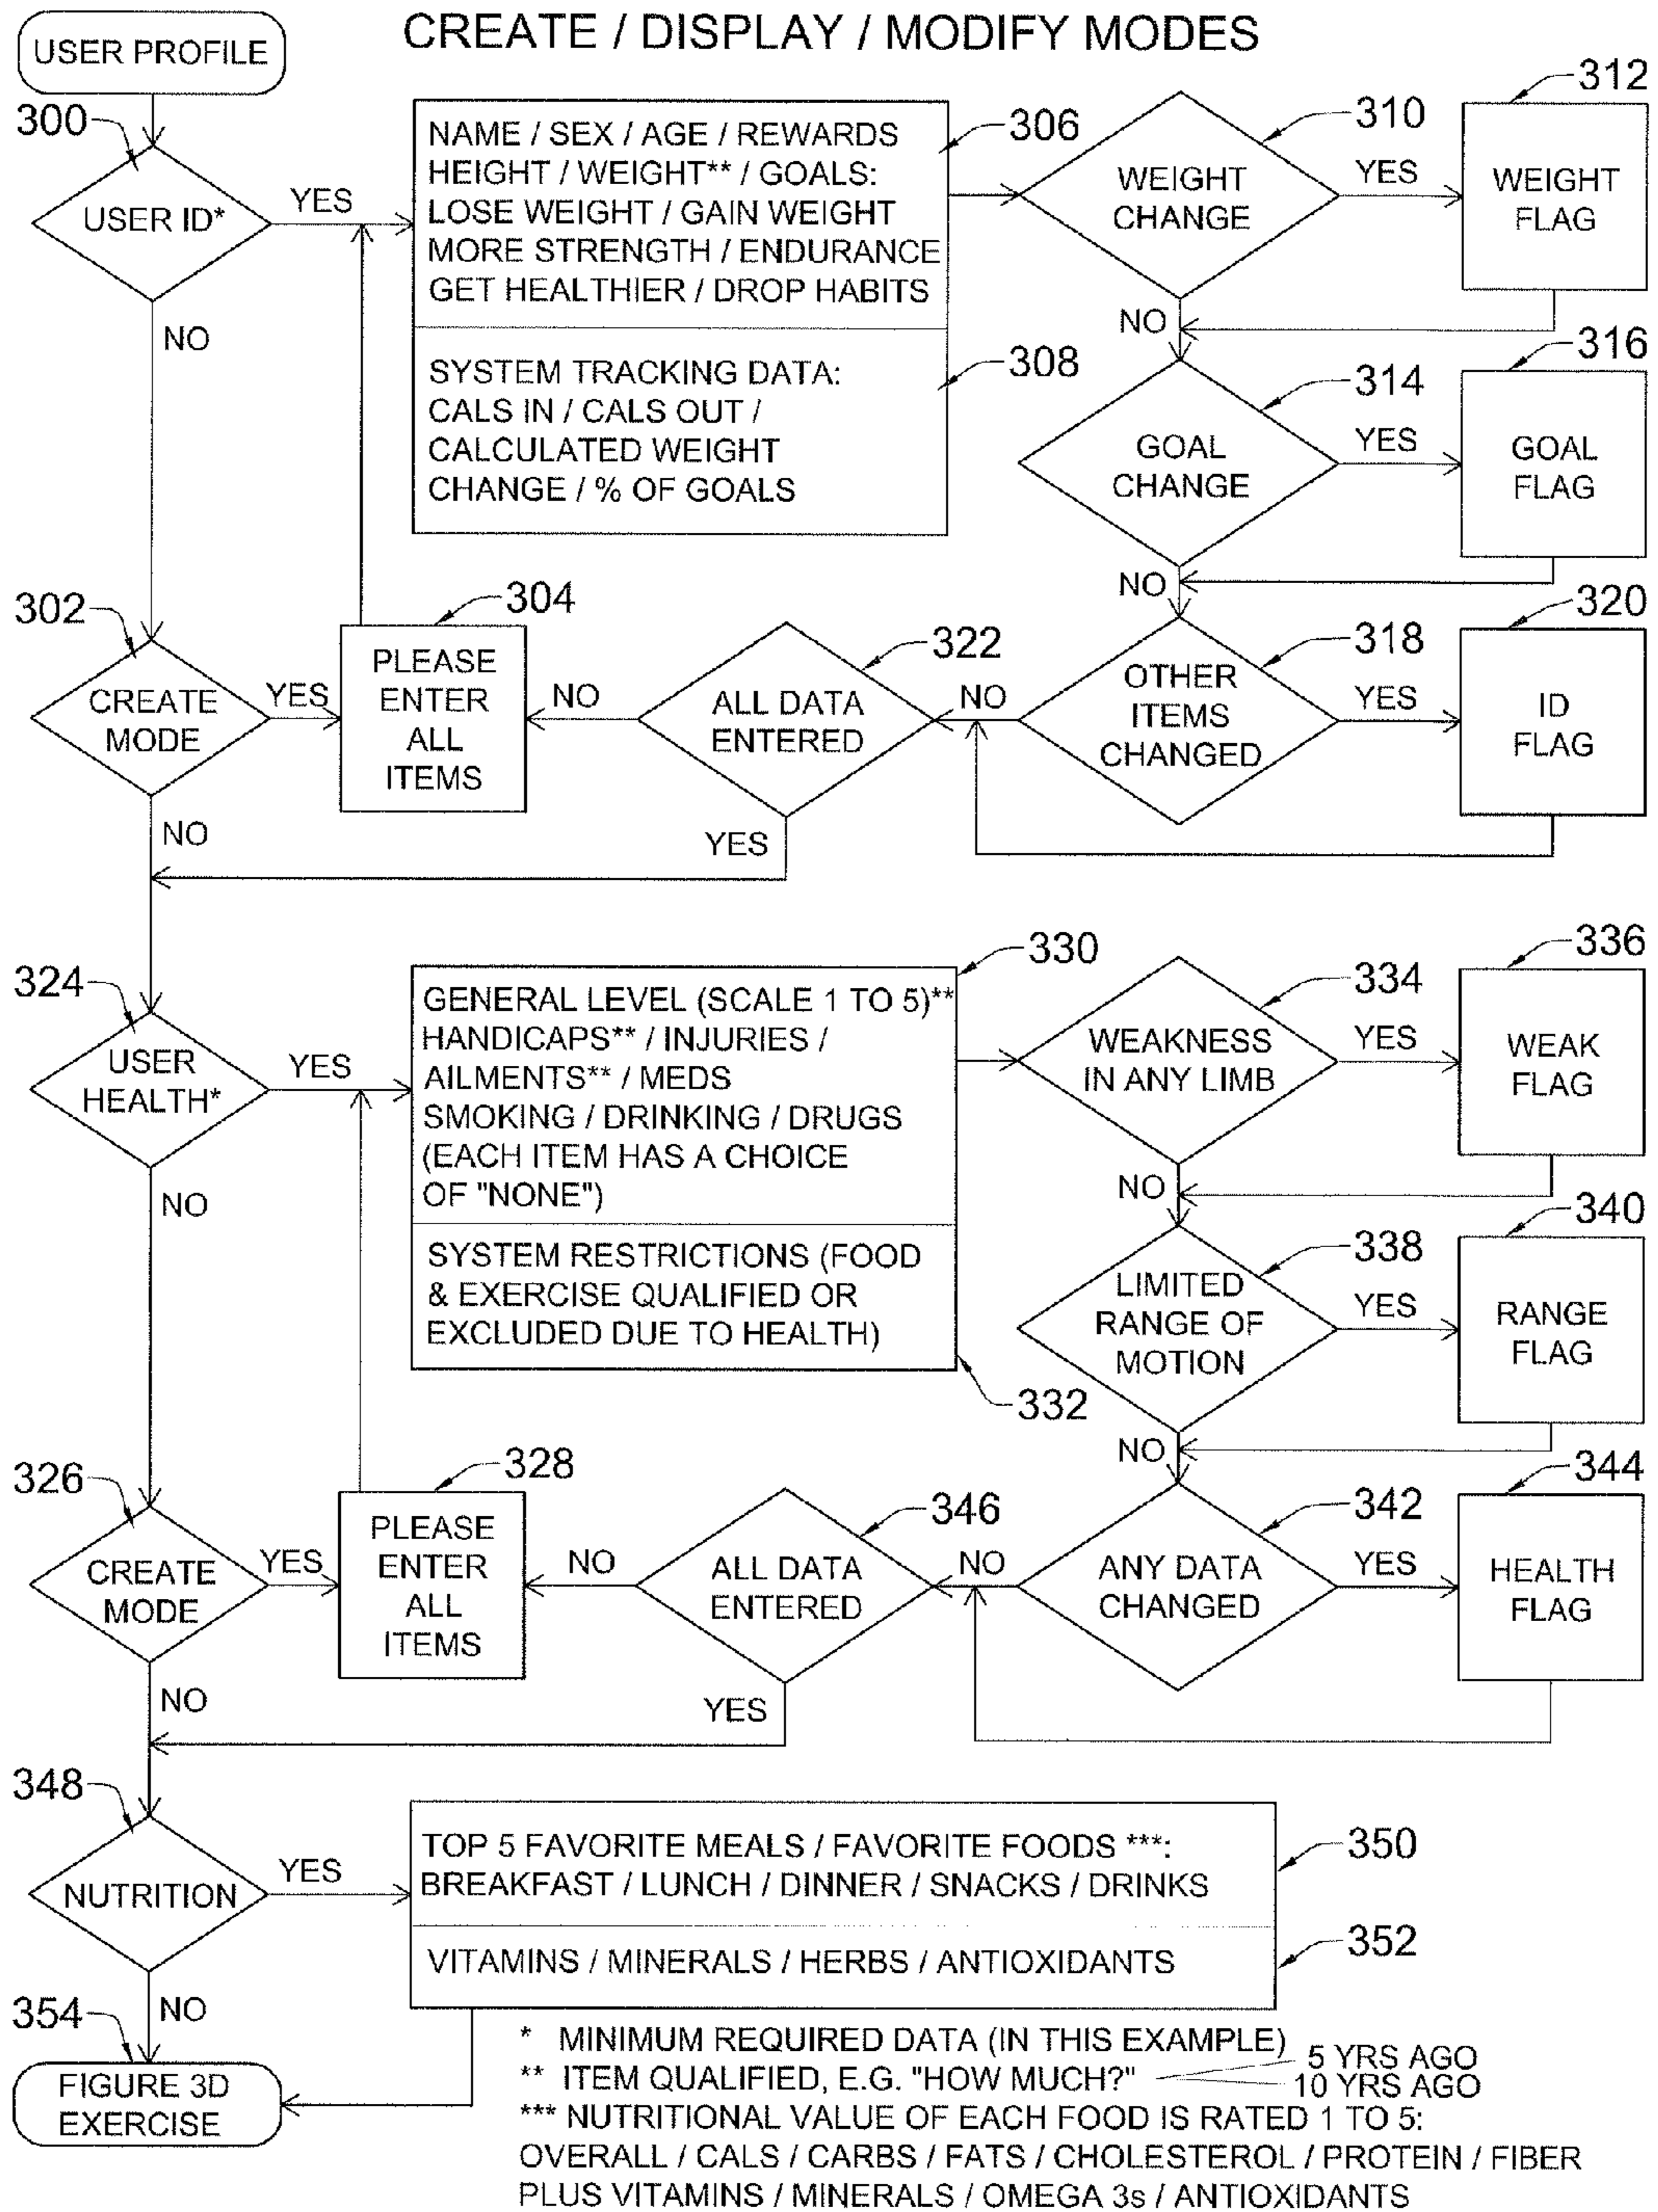 CREATE / DISPLAY / MODIFY MODES
USER PROFILE
300
USER ID*
YES
NO
NAME / SEX / AGE / REWARDS
HEIGHT / WEIGHT** / GOALS:
LOSE WEIGHT / GAIN WEIGHT
MORE STRENGTH / ENDURANCE
GET HEALTHIER / DROP HABITS
306
SYSTEM TRACKING DATA:
CALS IN / CALS OUT /
CALCULATED WEIGHT
CHANGE / % OF GOALS
308
310
WEIGHT
CHANGE
YES
NO
312
WEIGHT
FLAG
314
GOAL
CHANGE
YES
NO
316
GOAL
FLAG
318
OTHER
ITEMS
CHANGED
YES
NO
320
ID
FLAG
322
ALL DATA
ENTERED
NO
YES
304
PLEASE
ENTER
ALL
ITEMS
302
CREATE
MODE
YES
NO
324
USER
HEALTH*
YES
NO
330
GENERAL LEVEL (SCALE 1 TO 5)**
HANDICAPS** / INJURIES /
AILMENTS** / MEDS
SMOKING / DRINKING / DRUGS
(EACH ITEM HAS A CHOICE
OF "NONE")
SYSTEM RESTRICTIONS (FOOD
& EXERCISE QUALIFIED OR
EXCLUDED DUE TO HEALTH)
332
334
WEAKNESS
IN ANY LIMB
YES
NO
336
WEAK
FLAG
338
LIMITED
RANGE OF
MOTION
YES
NO
340
RANGE
FLAG
342
ANY DATA
CHANGED
YES
NO
344
HEALTH
FLAG
346
ALL DATA
ENTERED
NO
YES
328
PLEASE
ENTER
ALL
ITEMS
326
CREATE
MODE
YES
NO
348
NUTRITION
YES
NO
TOP 5 FAVORITE MEALS / FAVORITE FOODS ***:
BREAKFAST / LUNCH / DINNER / SNACKS / DRINKS
350
VITAMINS / MINERALS / HERBS / ANTIOXIDANTS
352
354
FIGURE 3D
EXERCISE
* MINIMUM REQUIRED DATA (IN THIS EXAMPLE)
** ITEM QUALIFIED, E.G. "HOW MUCH?"
5 YRS AGO
10 YRS AGO
*** NUTRITIONAL VALUE OF EACH FOOD IS RATED 1 TO 5:
OVERALL / CALS / CARBS / FATS / CHOLESTEROL / PROTEIN / FIBER
PLUS VITAMINS / MINERALS / OMEGA 3s / ANTIOXIDANTS